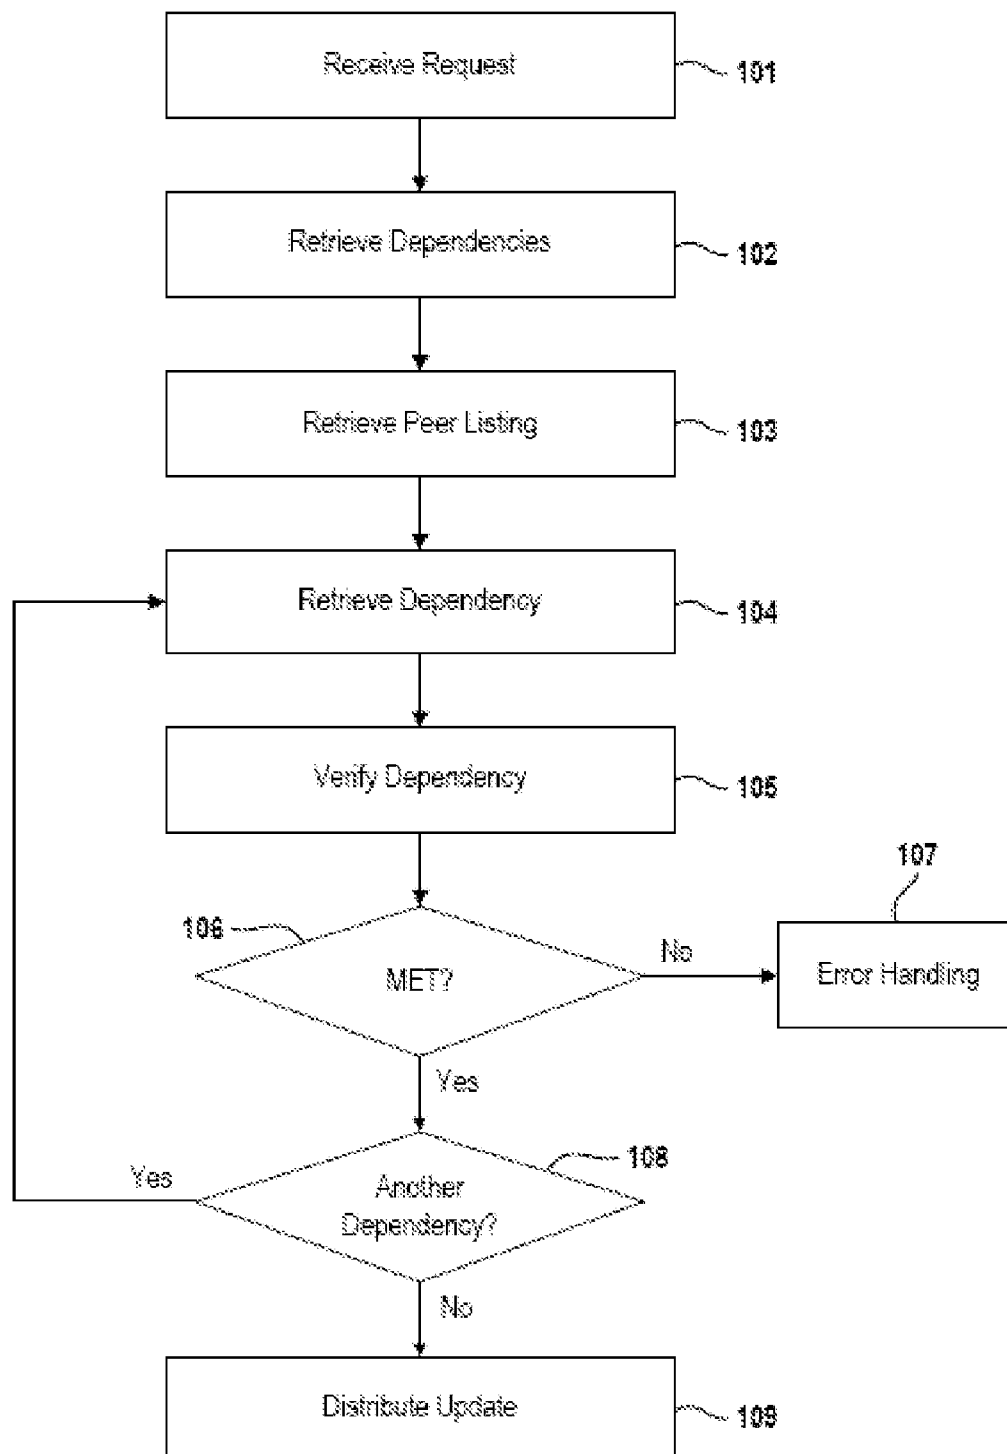 Receive Request
101
Retrieve Dependencies
102
Retrieve Peer Listing
103
Retrieve Dependency
104
Verify Dependency
105
107
106
MET?
No
Error Handling
Yes
108
Yes
Another
Dependency?
No
Distribute Update
109